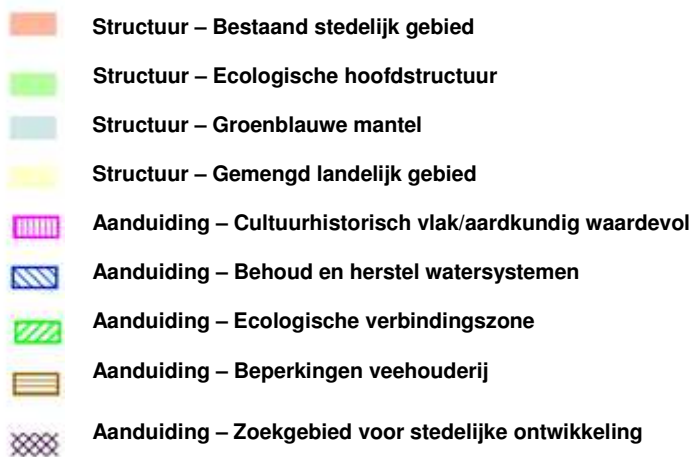 Structuur – Bestaand stedelijk gebied
Structuur – Ecologische hoofdstructuur
Structuur – Groenblauwe mantel
Structuur – Gemengd landelijk gebied
Aanduiding – Cultuurhistorisch vlak/aardkundig waardevol
Aanduiding – Behoud en herstel watersystemen
Aanduiding – Ecologische verbindingszone
Aanduiding – Beperkingen veehouderij
Aanduiding – Zoekgebied voor stedelijke ontwikkeling